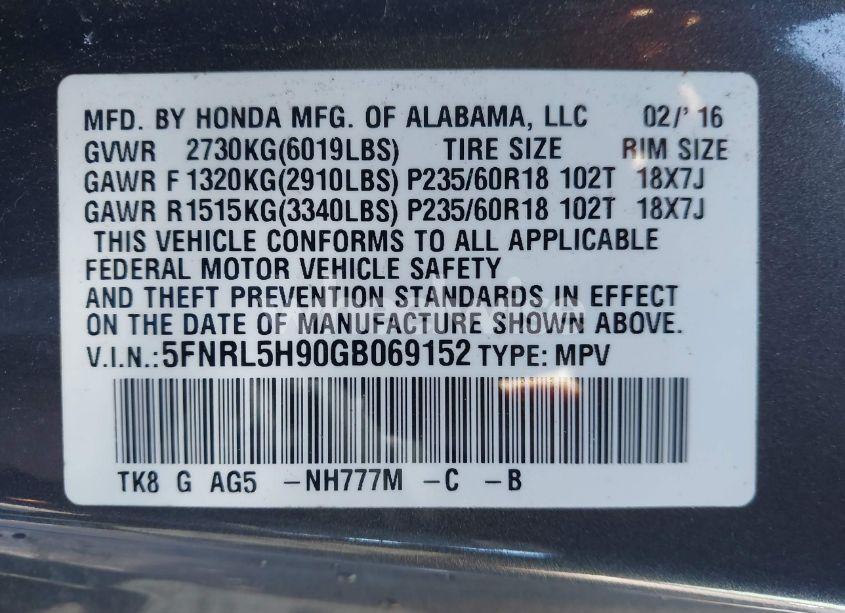 MFD. BY HONDA MFG. OF ALABAMA, LLC 02/' 16
GVWR 2730KG(6019LBS) TIRE SIZE RIM SIZE
GAWR F 1320KG(2910LBS) P235/60R18 102T 18X7J
GAWR R1515KG(3340LBS) P235/60R18 102T 18X7J
THIS VEHICLE CONFORMS TO ALL APPLICABLE
FEDERAL MOTOR VEHICLE SAFETY
AND THEFT PREVENTION STANDARDS IN EFFECT
ON THE DATE OF MANUFACTURE SHOWN ABOVE.
V.I.N.:5FNRL5H90GB069152 TYPE: MPV
TK8 G AG5 -NH777M -C -B